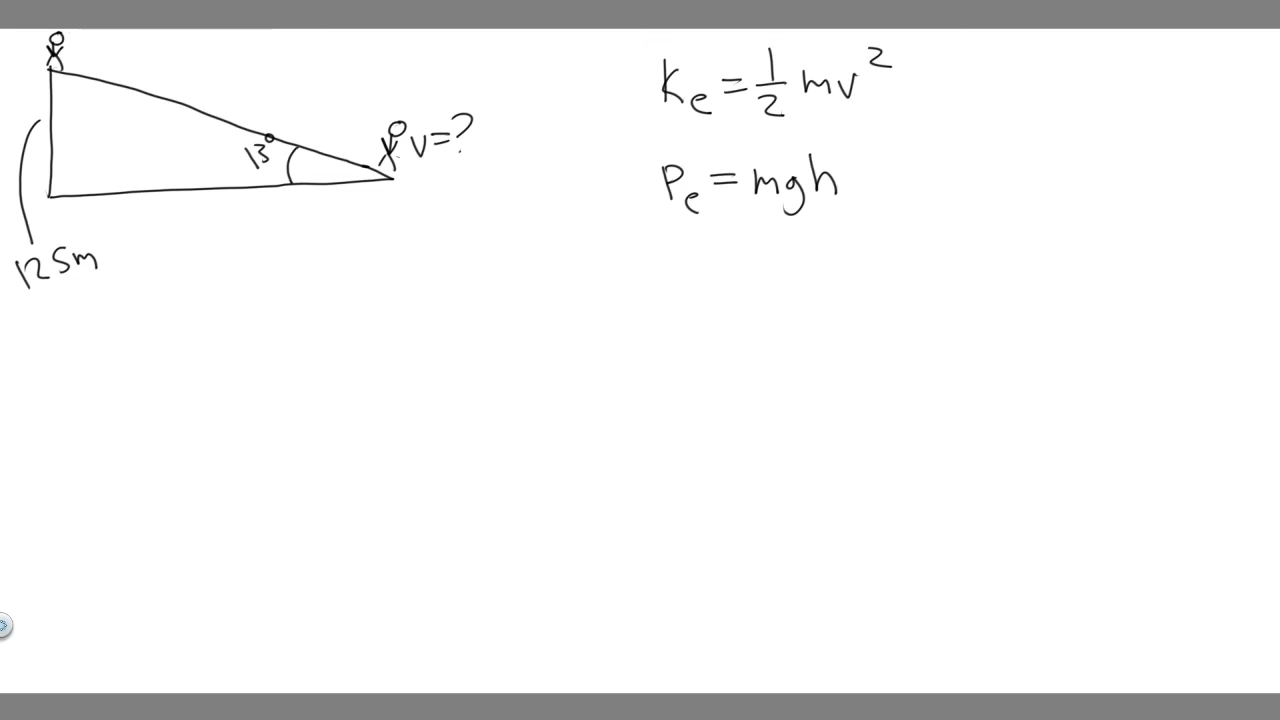 13°
v=?
125m
Ke = 1/2 mv²
Pe = mgh